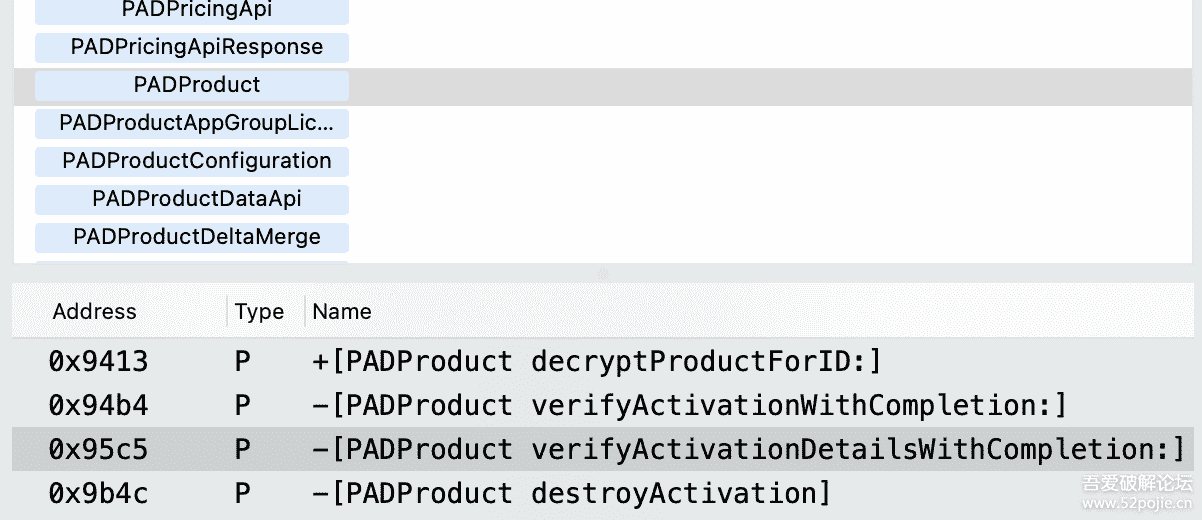 PADPricingApi
PADPricingApiResponse
PADProduct
PADProductAppGroupLic...
PADProductConfiguration
PADProductDataApi
PADProductDeltaMerge
Address Type Name
0x9413 P +[PADProduct decryptProductForID:]
0x94b4 P -[PADProduct verifyActivationWithCompletion:]
0x95c5 P -[PADProduct verifyActivationDetailsWithCompletion:]
0x9b4c P -[PADProduct destroyActivation]
吾爱破解论坛
www.52pojie.cn